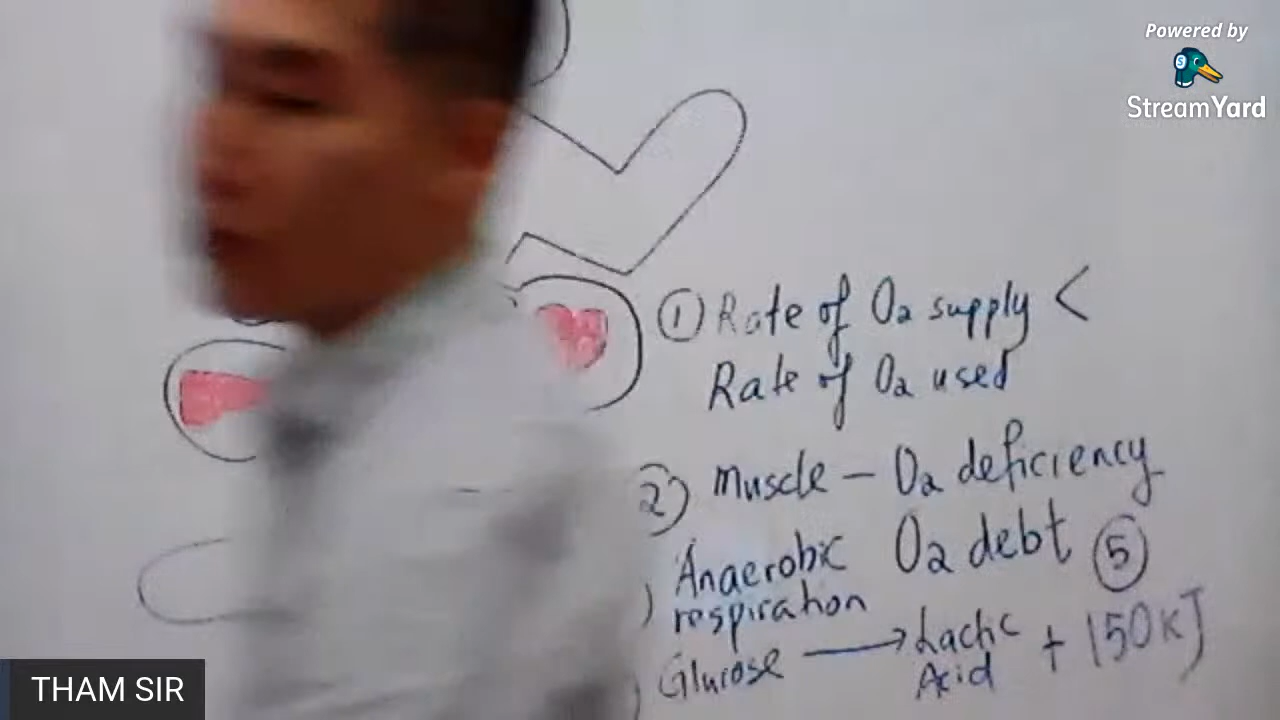 Powered by
StreamYard
① Rate of O2 supply <
Rate of O2 used
② Muscle – O2 deficiency
Anaerobic O2 debt ⑤
respiration
Glucose → Lactic + 150KJ
Acid
THAM SIR